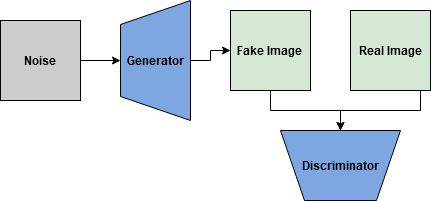 Noise
Generator
Fake Image
Real Image
Discriminator